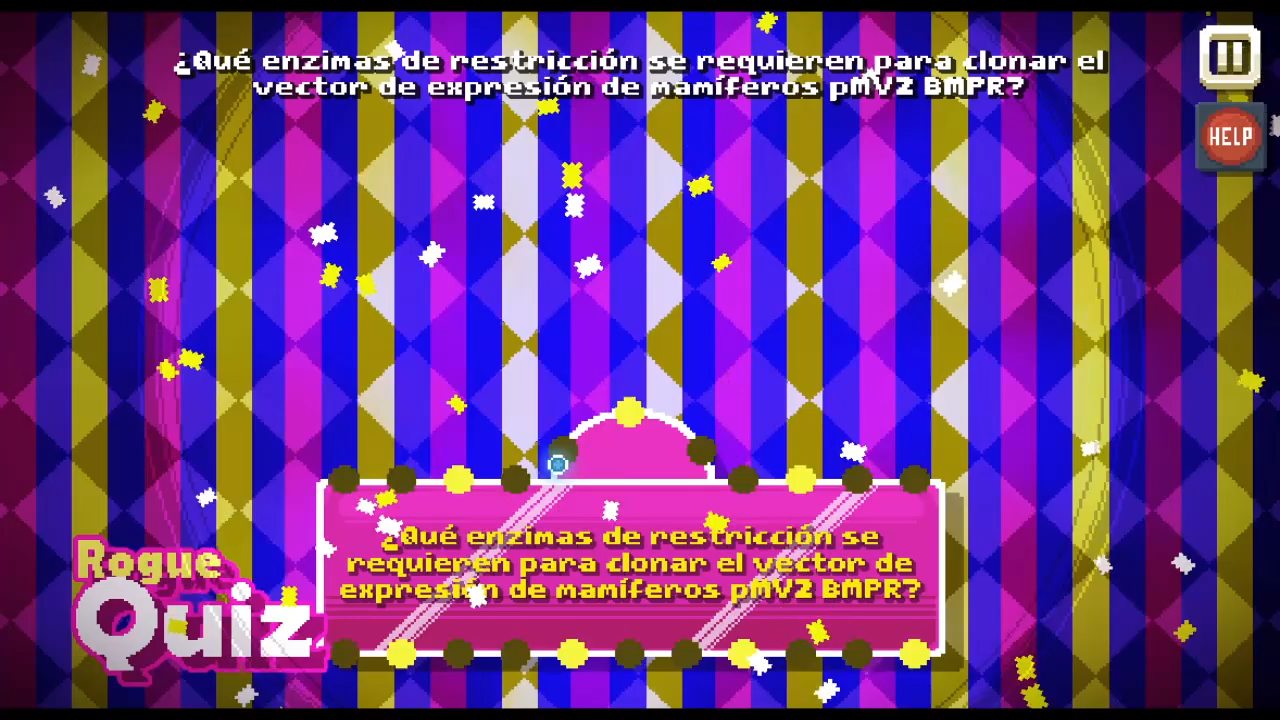 ¿Qué enzimas de restricción se requieren para clonar el
vector de expresión de mamíferos pMV2 BMPR?
HELP
¿Qué enzimas de restricción se
requieren para clonar el vector de
expresión de mamíferos pMV2 BMPR?
Rogue
Quiz